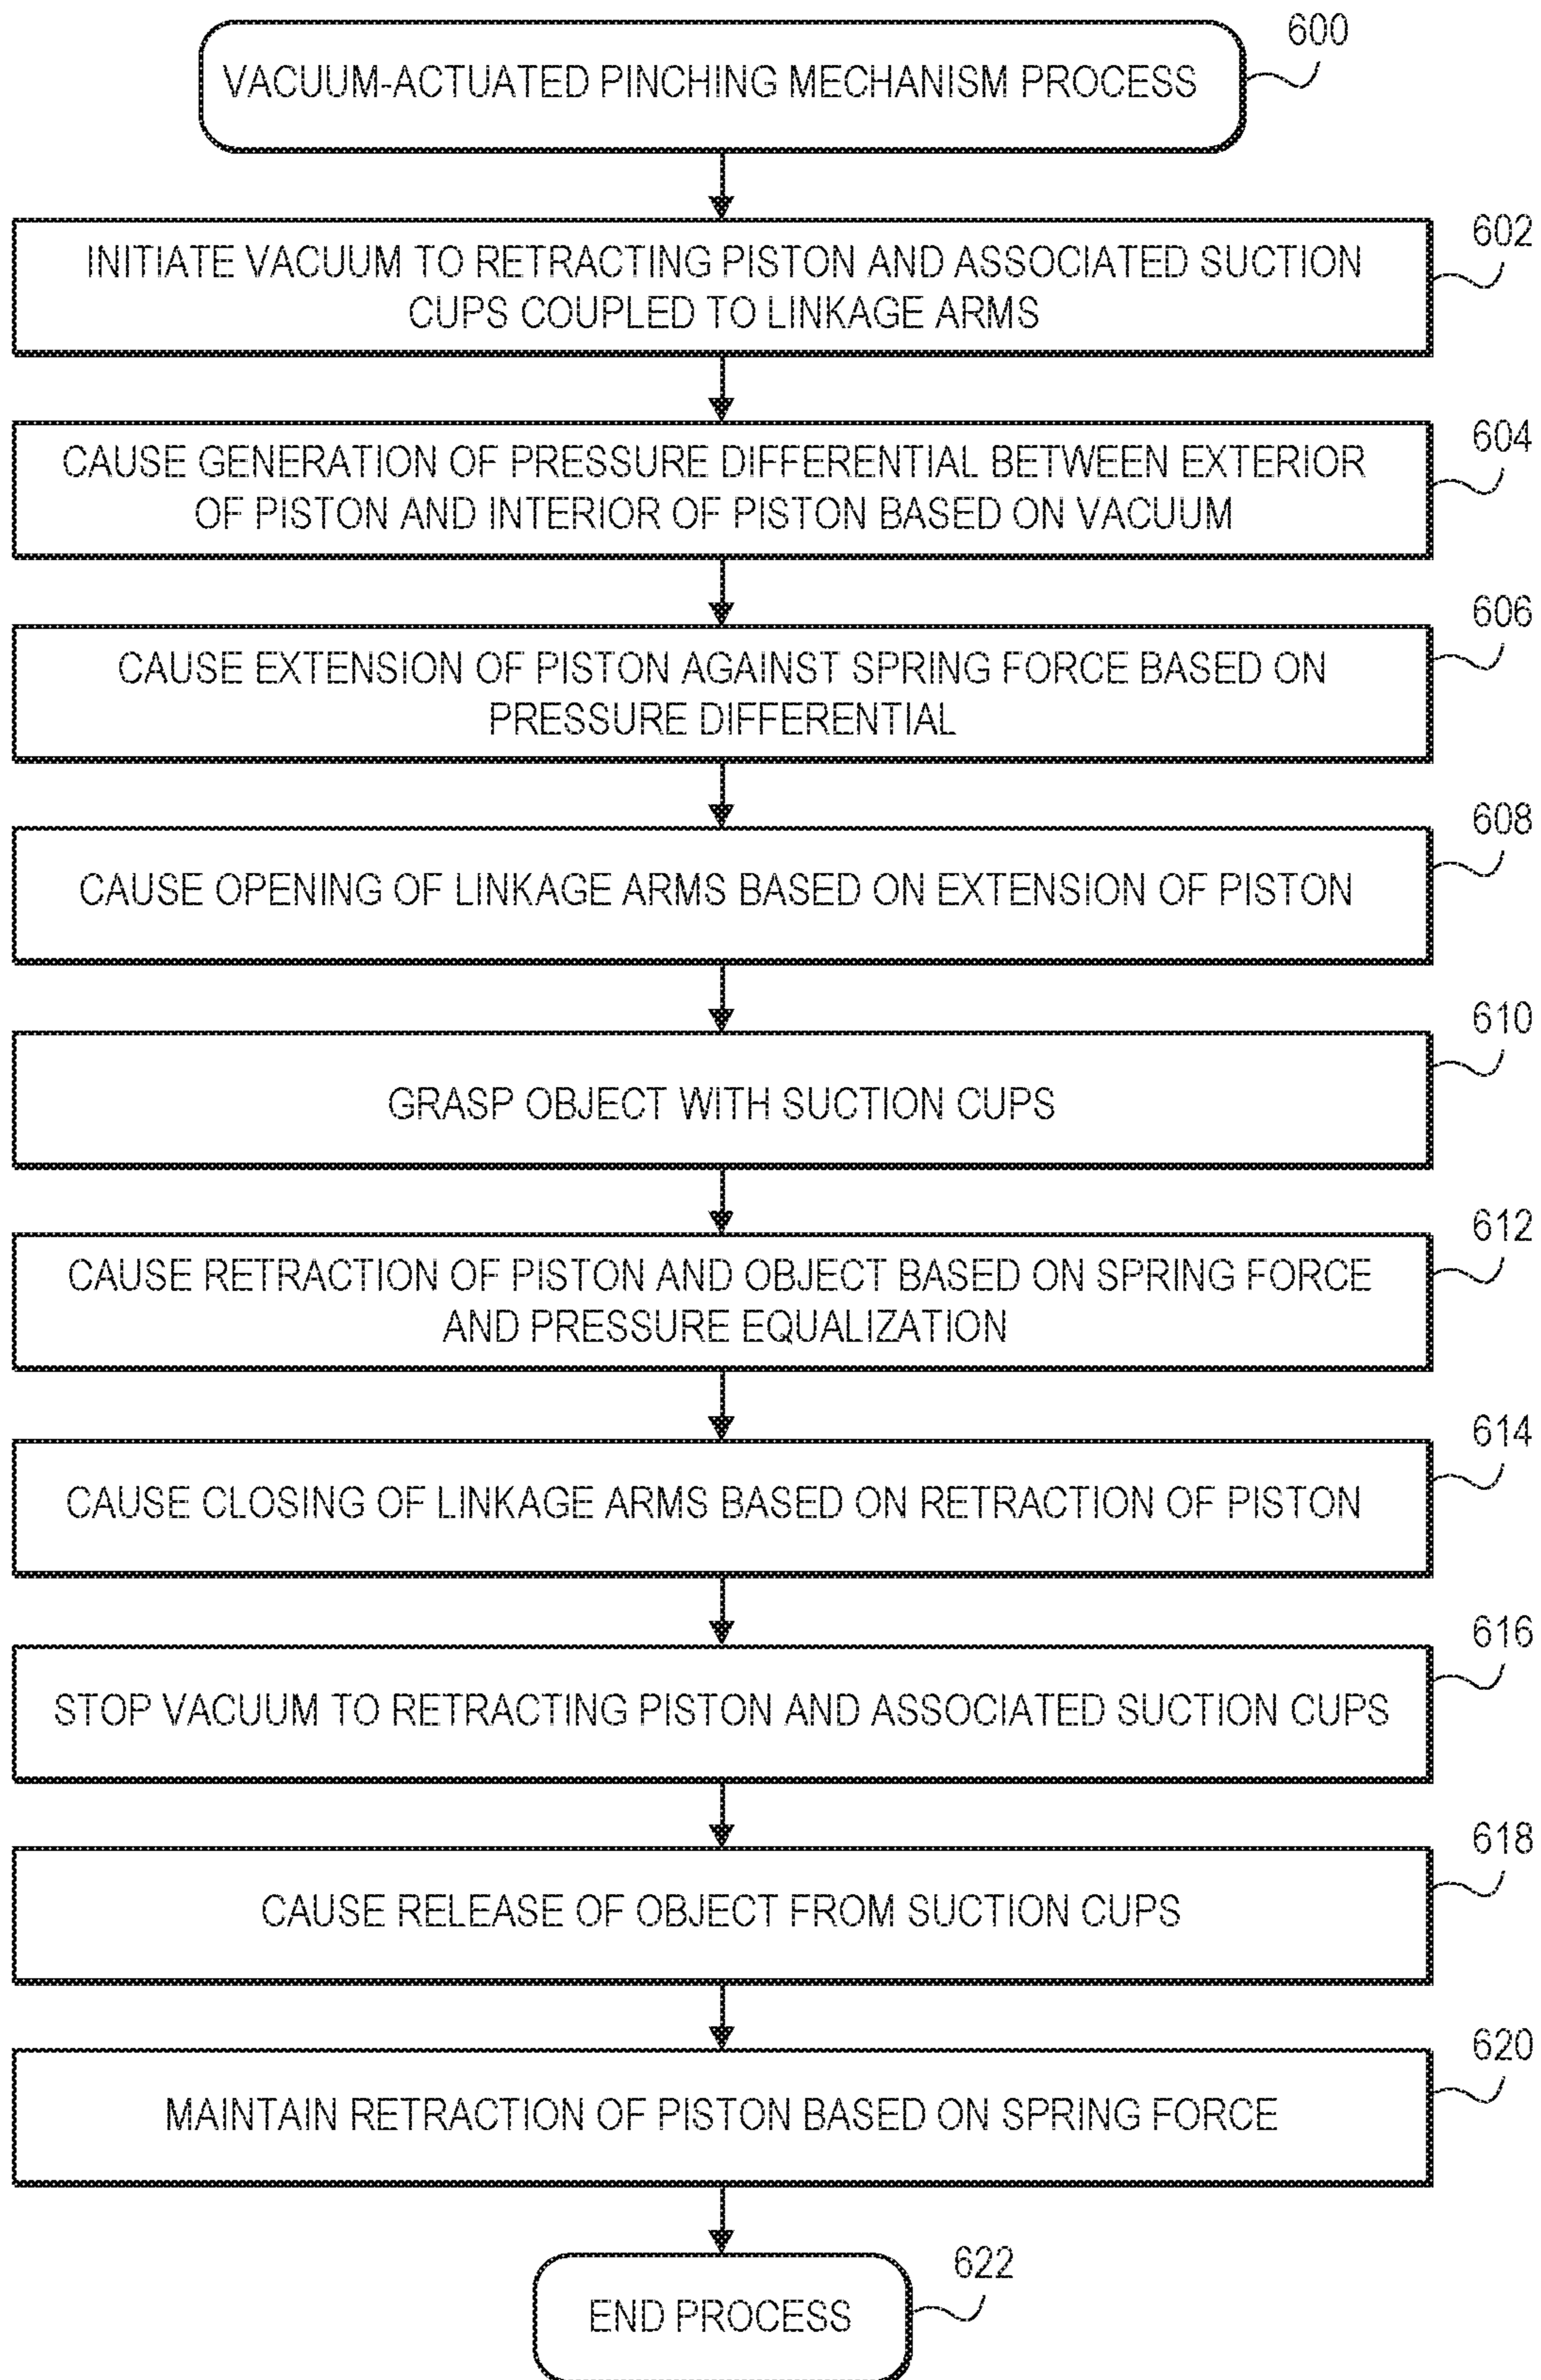 600
VACUUM-ACTUATED PINCHING MECHANISM PROCESS
602
INITIATE VACUUM TO RETRACTING PISTON AND ASSOCIATED SUCTION
CUPS COUPLED TO LINKAGE ARMS
604
CAUSE GENERATION OF PRESSURE DIFFERENTIAL BETWEEN EXTERIOR
OF PISTON AND INTERIOR OF PISTON BASED ON VACUUM
606
CAUSE EXTENSION OF PISTON AGAINST SPRING FORCE BASED ON
PRESSURE DIFFERENTIAL
608
CAUSE OPENING OF LINKAGE ARMS BASED ON EXTENSION OF PISTON
610
GRASP OBJECT WITH SUCTION CUPS
612
CAUSE RETRACTION OF PISTON AND OBJECT BASED ON SPRING FORCE
AND PRESSURE EQUALIZATION
614
CAUSE CLOSING OF LINKAGE ARMS BASED ON RETRACTION OF PISTON
616
STOP VACUUM TO RETRACTING PISTON AND ASSOCIATED SUCTION CUPS
618
CAUSE RELEASE OF OBJECT FROM SUCTION CUPS
620
MAINTAIN RETRACTION OF PISTON BASED ON SPRING FORCE
622
END PROCESS